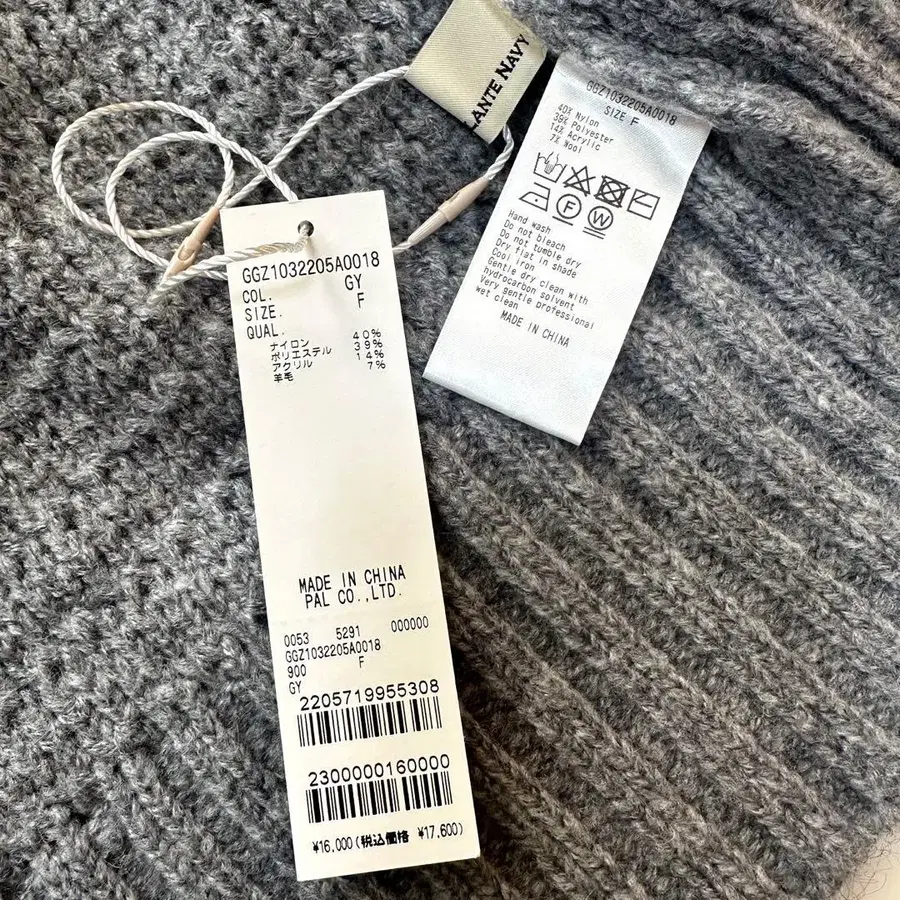 LANTE NAVY
GGZ1032205A0018
SIZE F
40% Nylon
39% Polyester
14% Acrylic
7% Wool
F
W
Hand wash
Do not bleach
Do not tumble dry
Dry flat in shade
Cool iron
Gentle dry clean with
hydrocarbon solvent
Very gentle professional
wet clean
MADE IN CHINA
GGZ1032205A0018
COL. GY
SIZE. F
QUAL.
ナイロン 40%
ポリエステル 39%
アクリル 14%
羊毛 7%
MADE IN CHINA
PAL CO.,LTD.
0053 5291 000000
GGZ1032205A0018
900 F
GY
2205719955308
2300000160000
¥16,000(税込価格 ¥17,600)